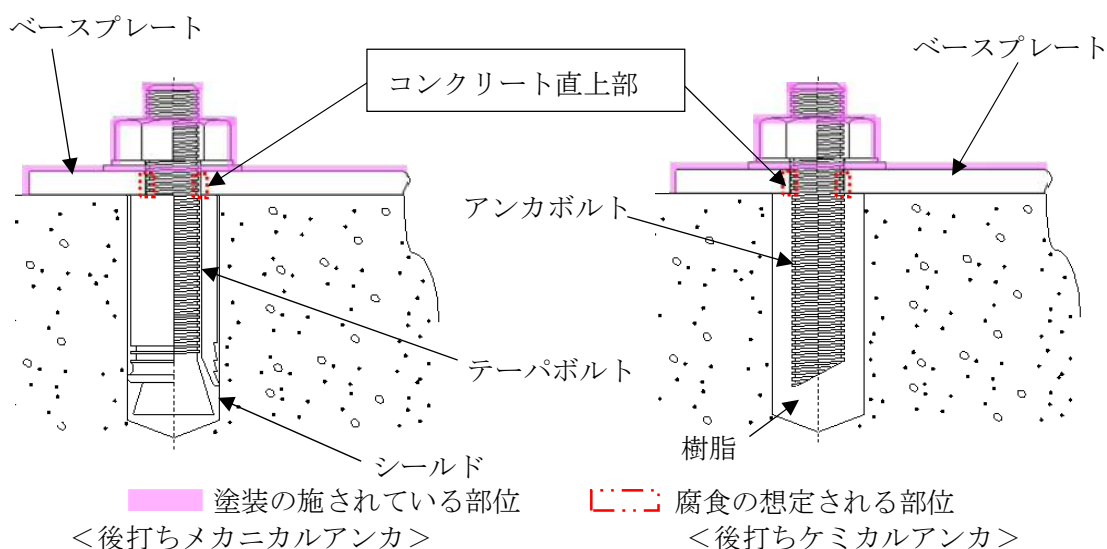 ベースプレート
コンクリート直上部
ベースプレート
アンカボルト
テーパボルト
樹脂
シールド
塗装の施されている部位
腐食の想定される部位
＜後打ちメカニカルアンカ＞
＜後打ちケミカルアンカ＞